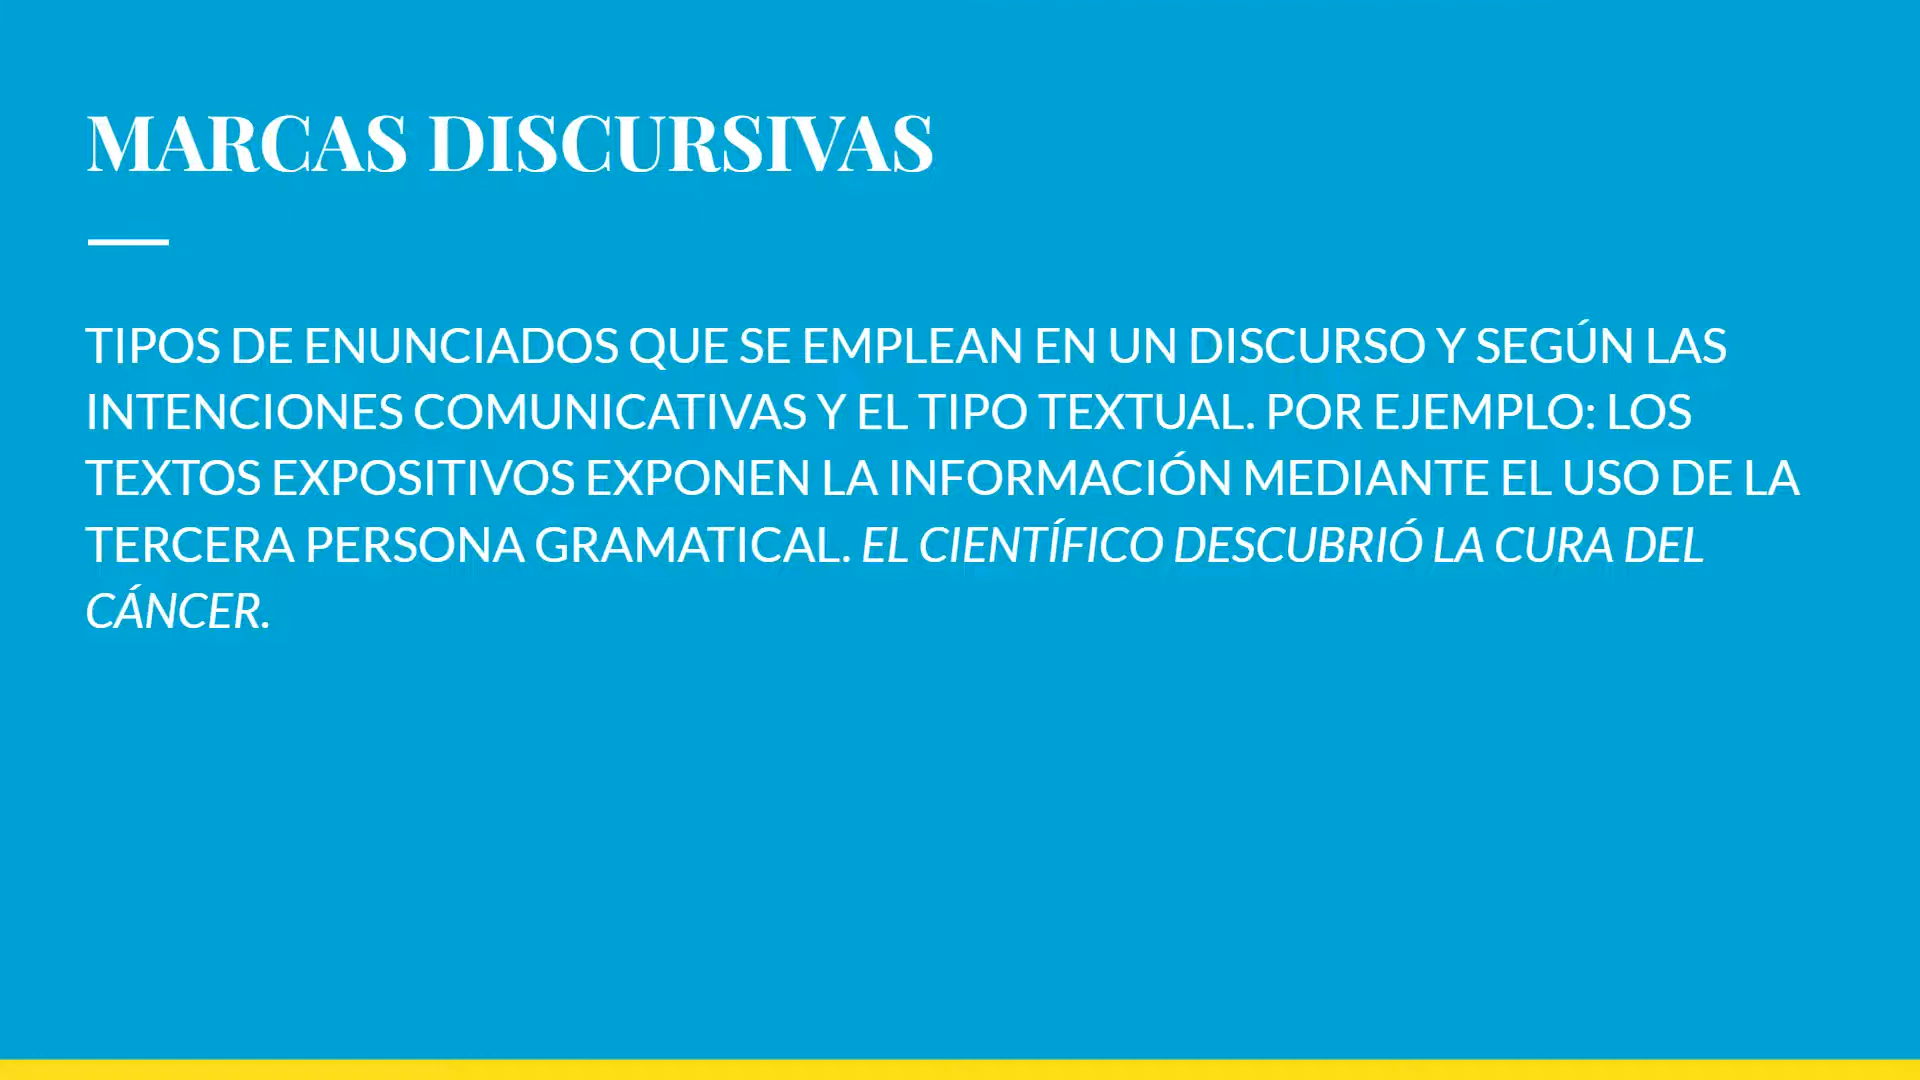 MARCAS DISCURSIVAS
TIPOS DE ENUNCIADOS QUE SE EMPLEAN EN UN DISCURSO Y SEGÚN LAS
INTENCIONES COMUNICATIVAS Y EL TIPO TEXTUAL. POR EJEMPLO: LOS
TEXTOS EXPOSITIVOS EXPONEN LA INFORMACIÓN MEDIANTE EL USO DE LA
TERCERA PERSONA GRAMATICAL. EL CIENTÍFICO DESCUBRIÓ LA CURA DEL
CÁNCER.